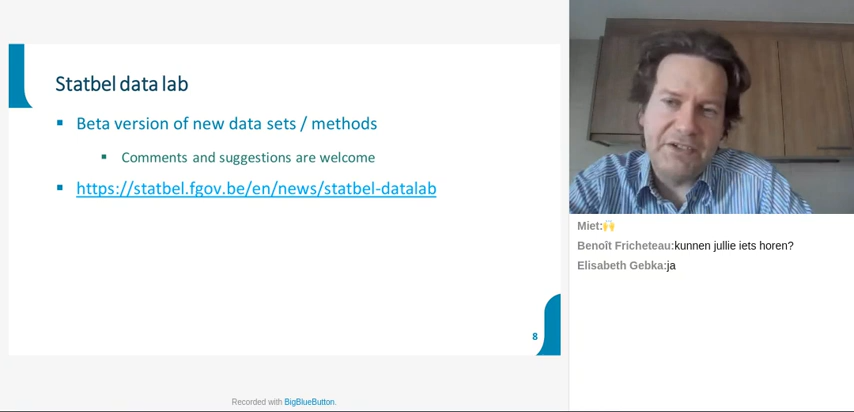 Statbel data lab
▪ Beta version of new data sets / methods
▪ Comments and suggestions are welcome
▪ https://statbel.fgov.be/en/news/statbel-datalab
8
Recorded with BigBlueButton.
Miet:🙌
Benoît Fricheteau:kunnen jullie iets horen?
Elisabeth Gebka:ja